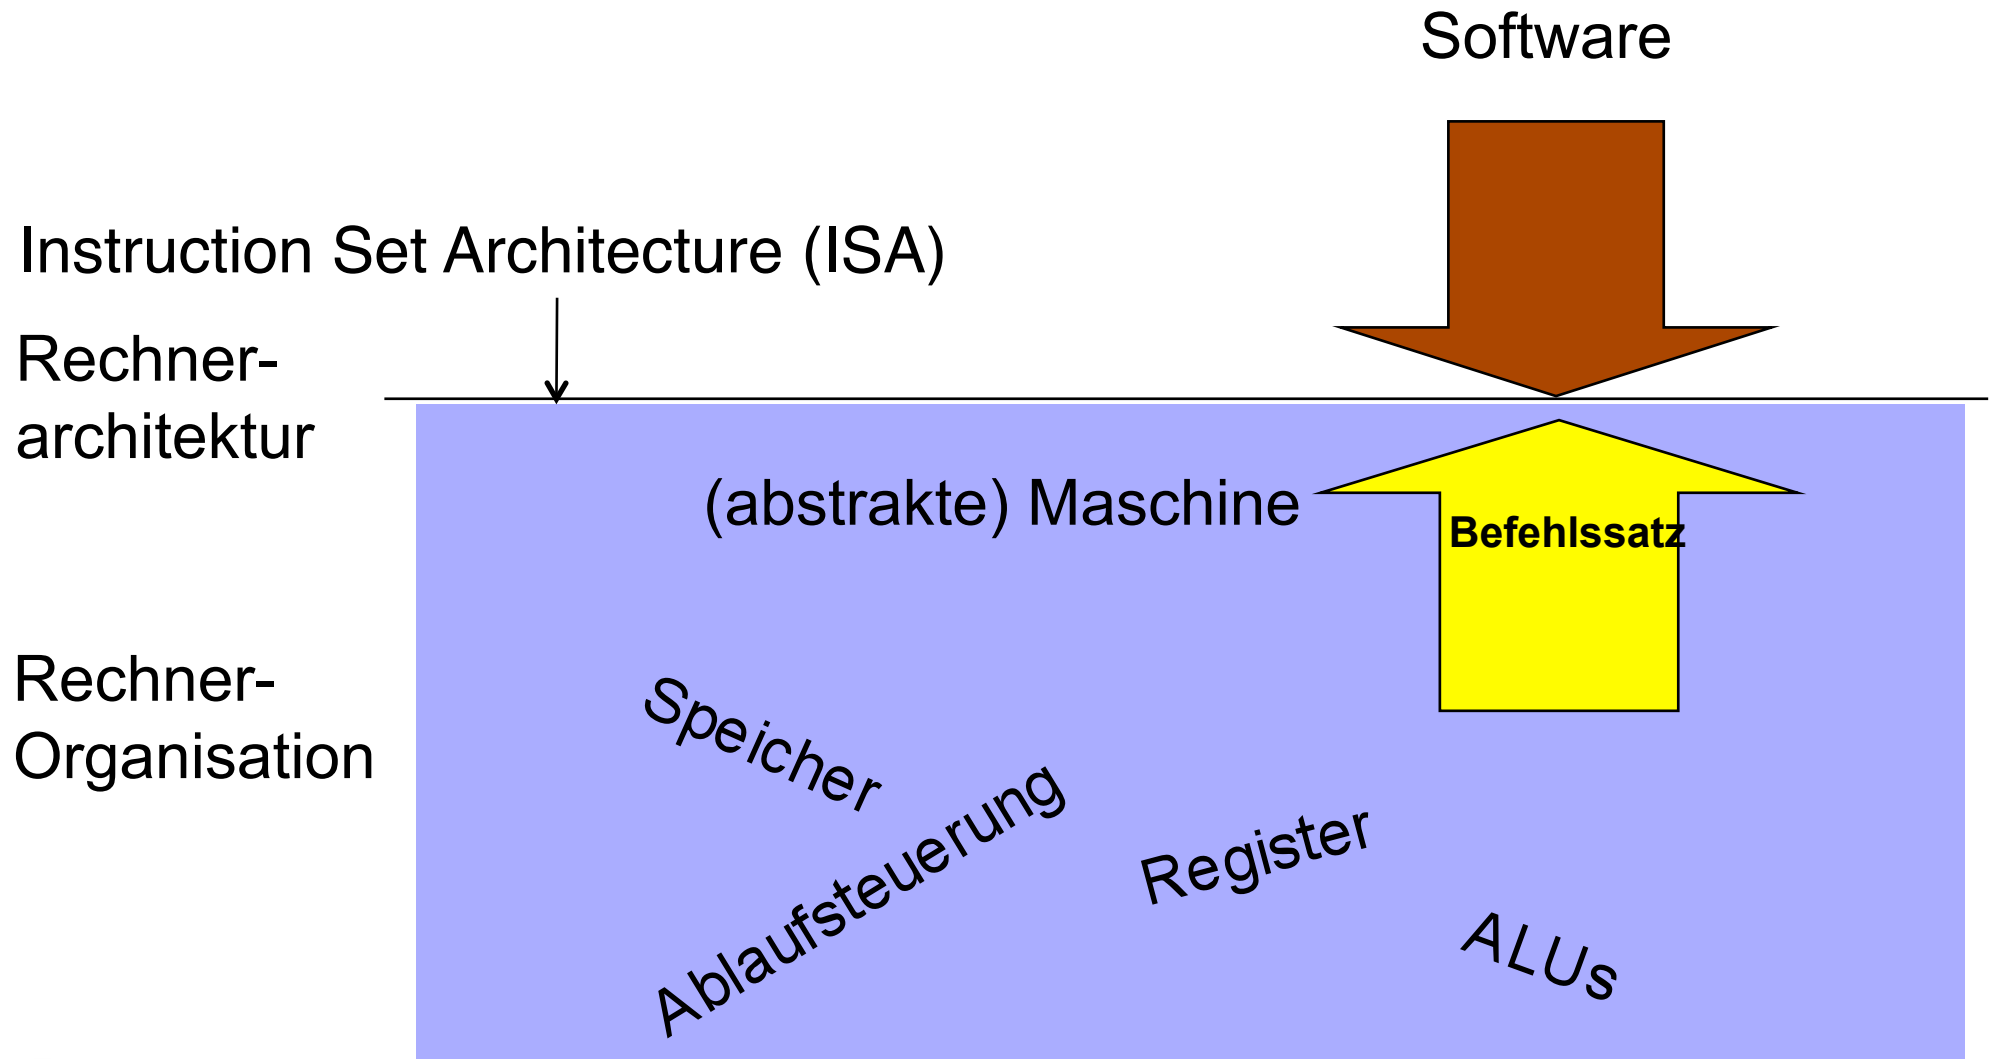 Software
Instruction Set Architecture (ISA)
Rechner-
architektur
(abstrakte) Maschine
Befehlssatz
Rechner-
Organisation
Speicher
Ablaufsteuerung
Register
ALUs